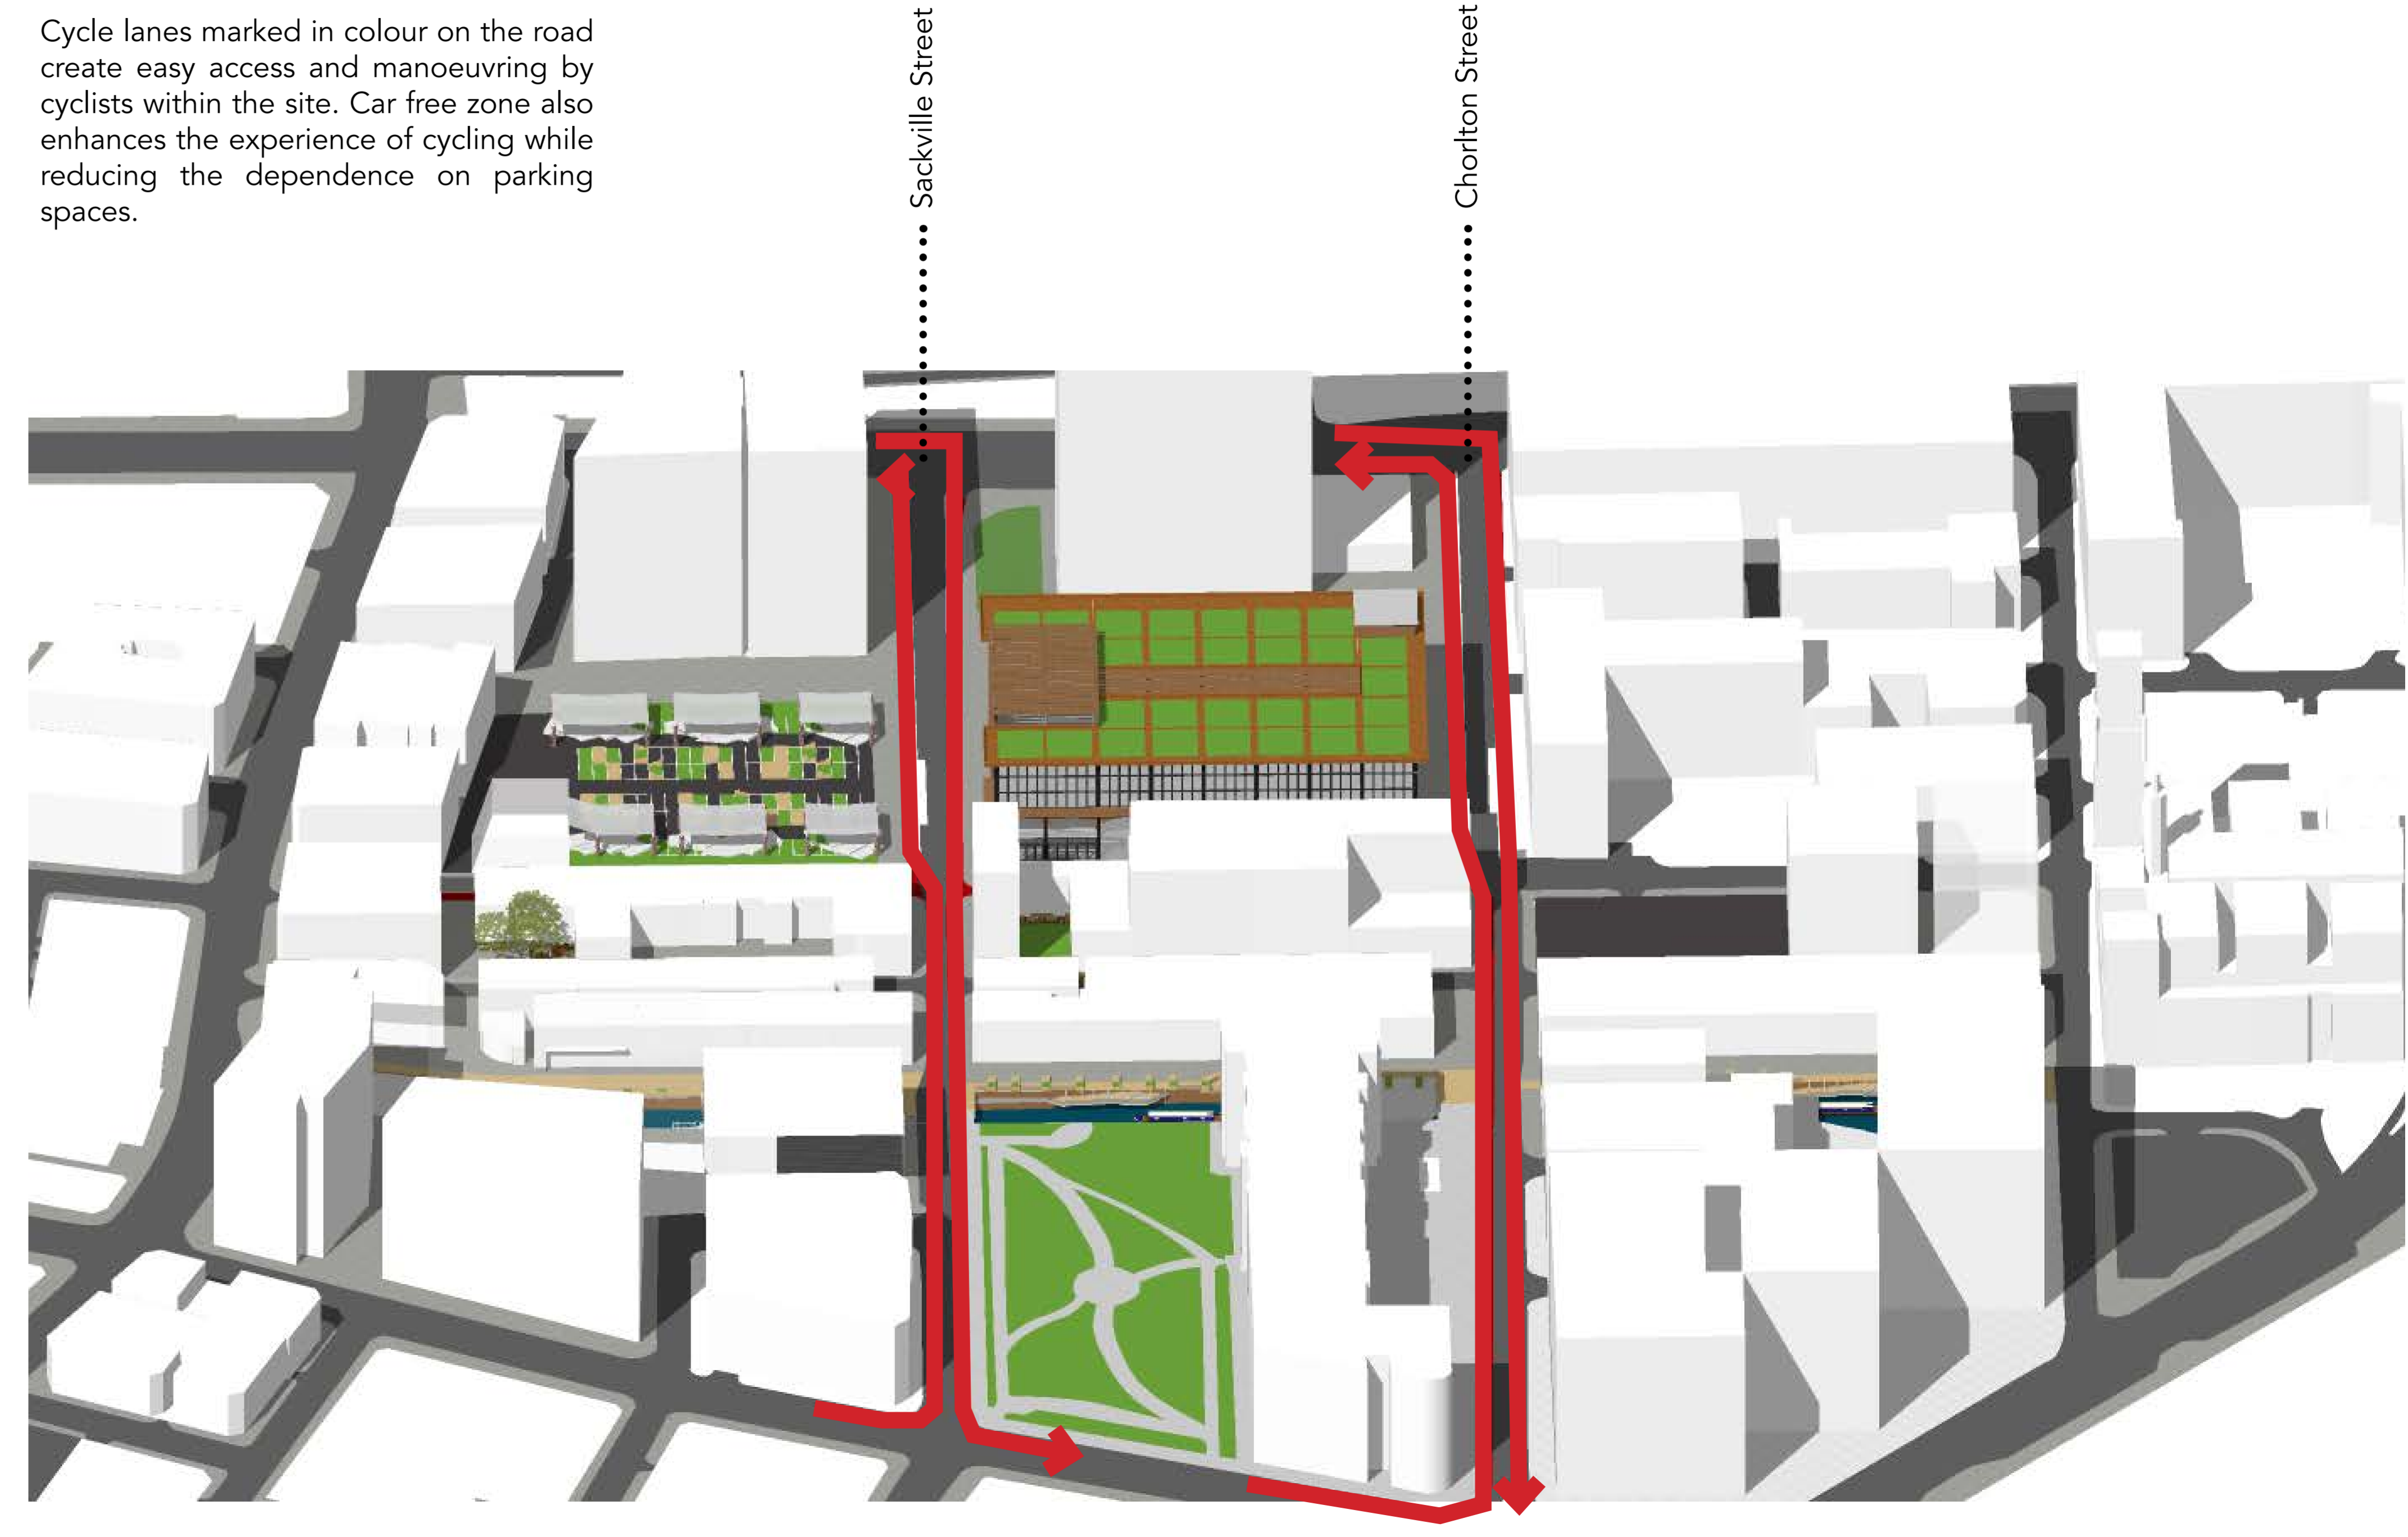 Cycle lanes marked in colour on the road
create easy access and manoeuvring by
cyclists within the site. Car free zone also
enhances the experience of cycling while
reducing the dependence on parking
spaces.
Sackville Street
Chorlton Street